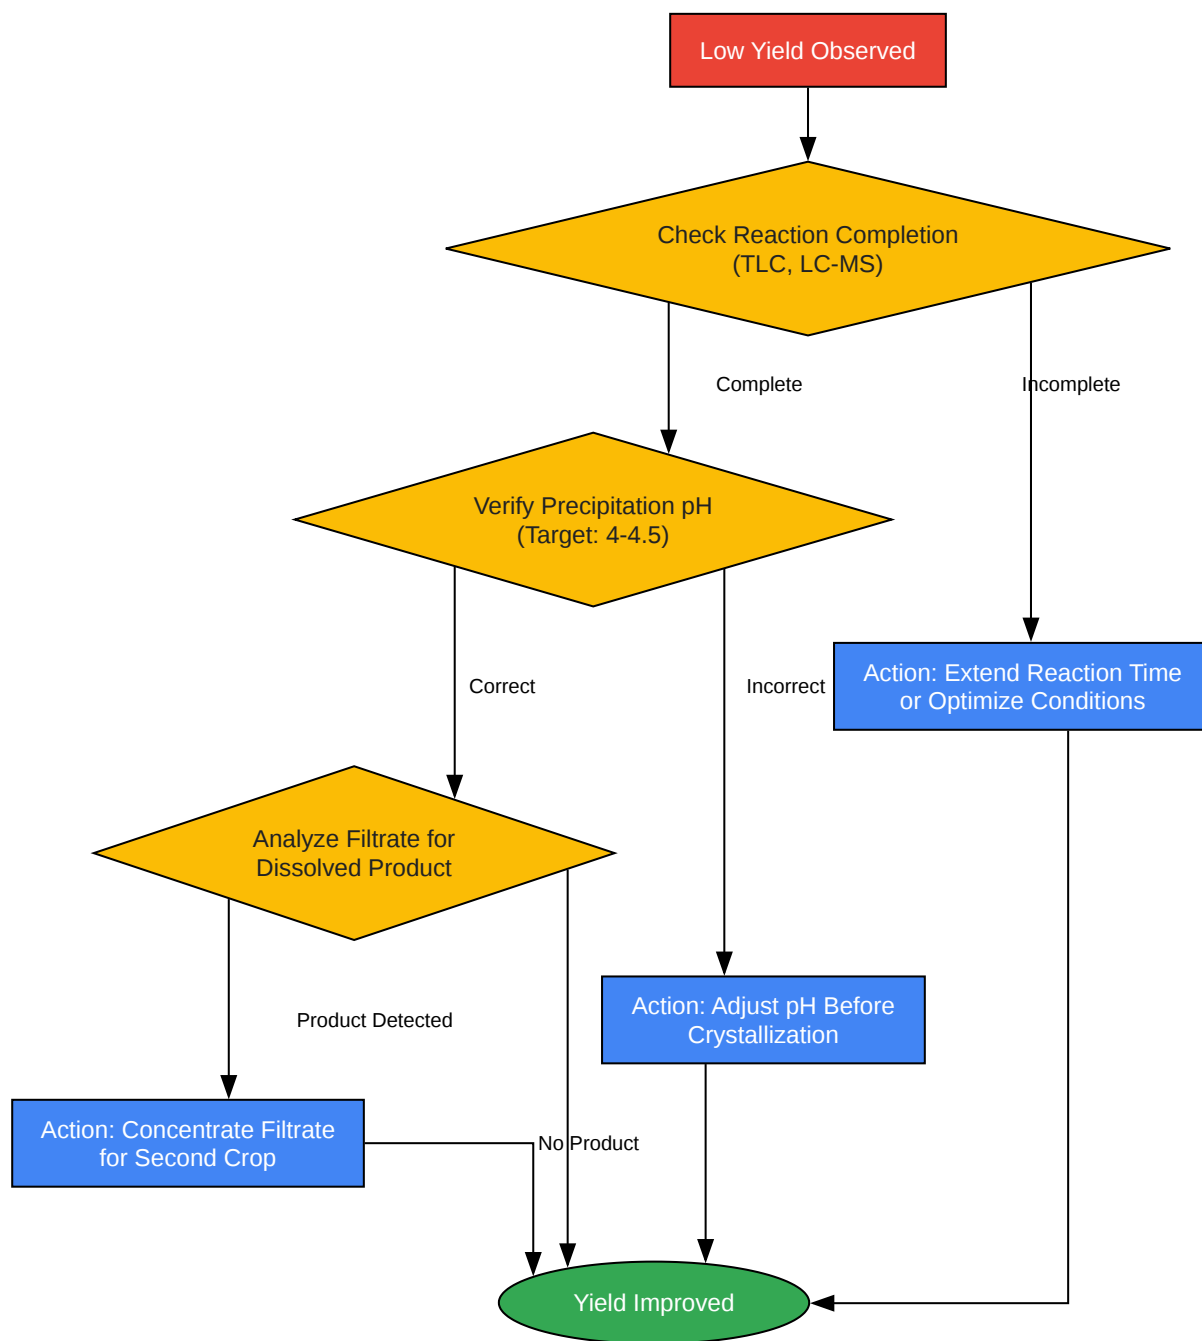 Low Yield Observed
Check Reaction Completion
(TLC, LC-MS)
Complete
Incomplete
Verify Precipitation pH
(Target: 4-4.5)
Correct
Incorrect
Action: Extend Reaction Time
or Optimize Conditions
Analyze Filtrate for
Dissolved Product
Product Detected
Action: Adjust pH Before
Crystallization
Action: Concentrate Filtrate
for Second Crop
No Product
Yield Improved